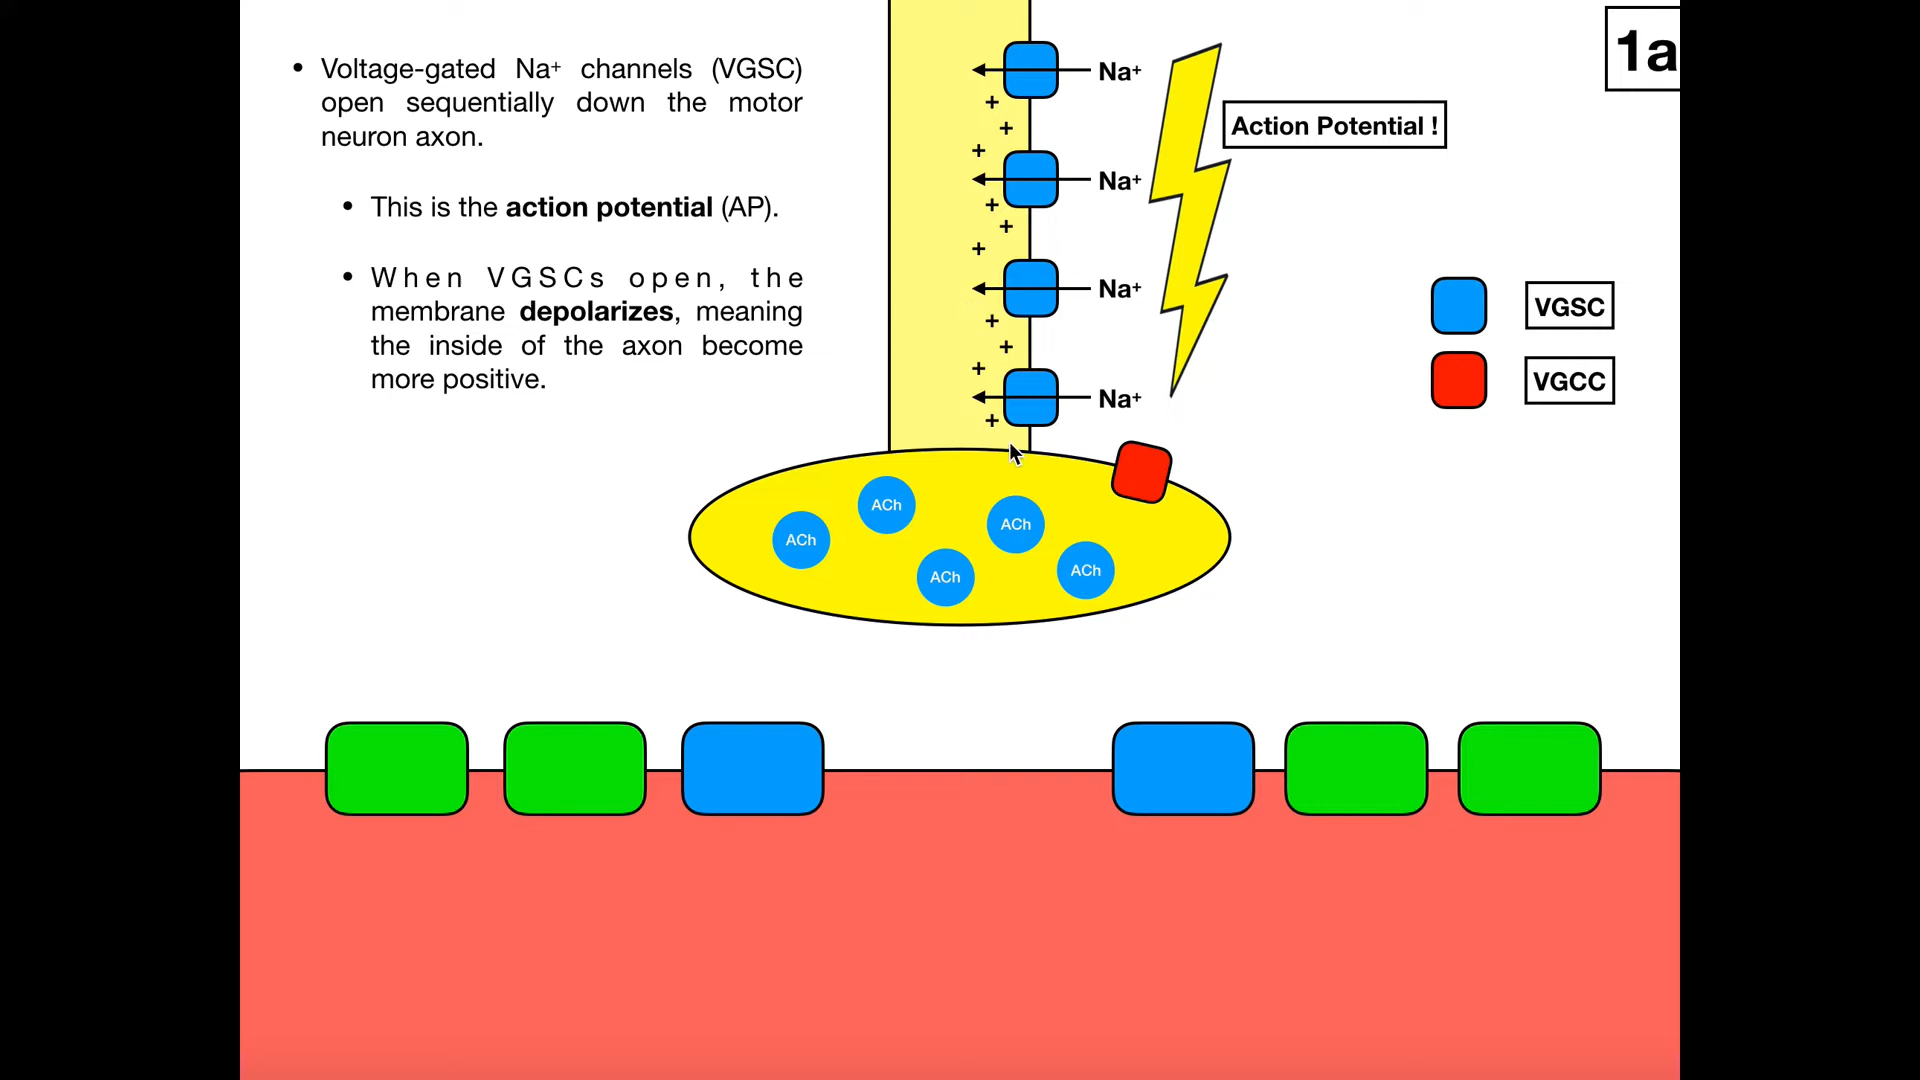 1a
• Voltage-gated Na⁺ channels (VGSC)
open sequentially down the motor
neuron axon.
• This is the action potential (AP).
• When VGSCs open, the
membrane depolarizes, meaning
the inside of the axon become
more positive.
Na⁺
+
+
+
Na⁺
+
+
+
Na⁺
+
+
+
Na⁺
+
Action Potential !
VGSC
VGCC
ACh
ACh
ACh
ACh
ACh